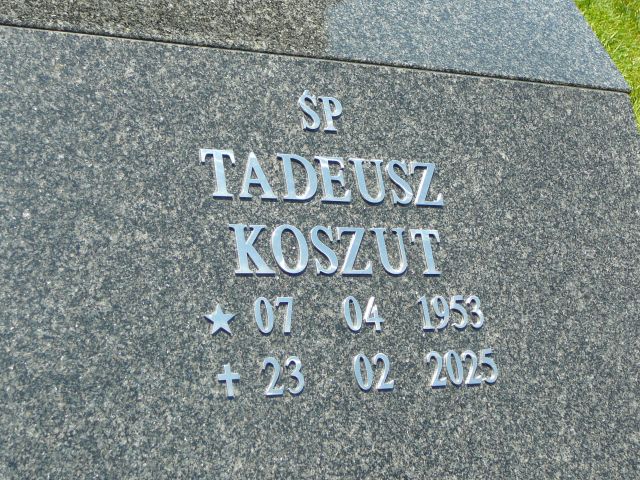 ŚP
TADEUSZ
KOSZUT
★ 07 04 1953
✝ 23 02 2025